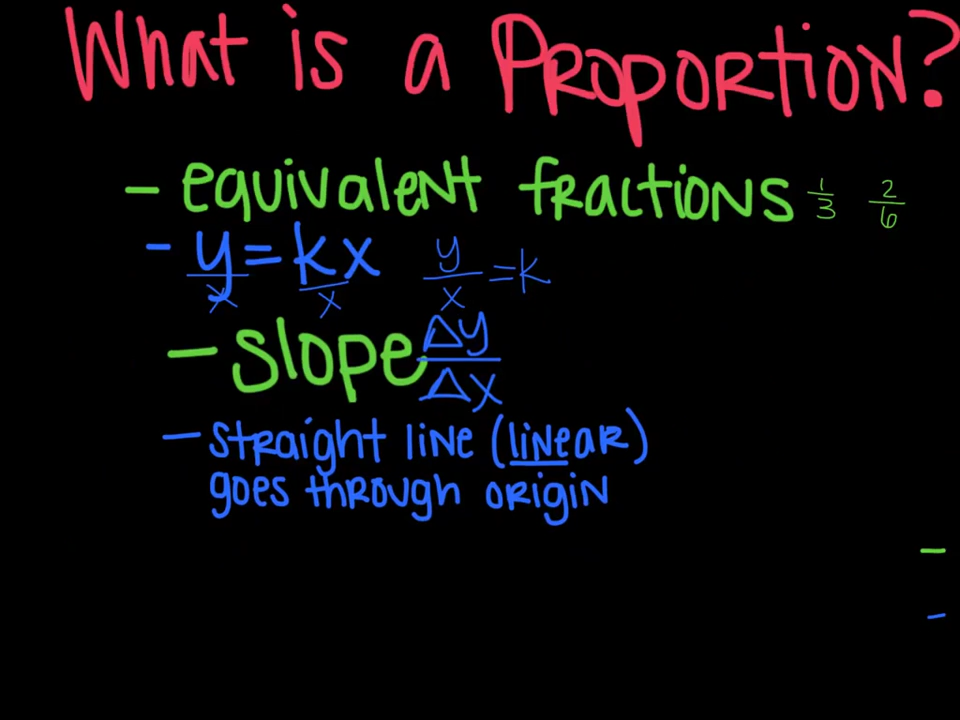 What is a Proportion?
- equivalent fractions 1/3 2/6
- y/x = kx/x y/x = k
- slope Δy/Δx
- straight line (linear)
goes through origin
-
-